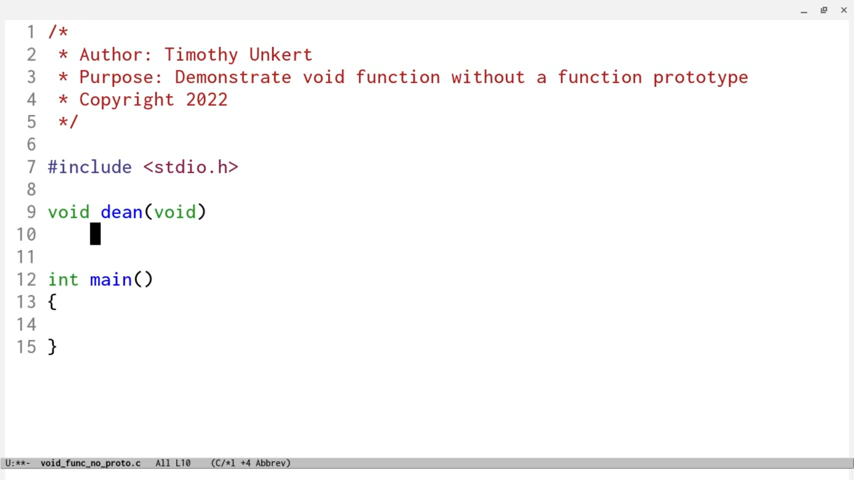 1 /*
2  * Author: Timothy Unkert
3  * Purpose: Demonstrate void function without a function prototype
4  * Copyright 2022
5  */
6
7 #include <stdio.h>
8
9 void dean(void)
10
11
12 int main()
13 {
14
15 }
U:**-  void_func_no_proto.c   All L10    (C/*l +4 Abbrev)